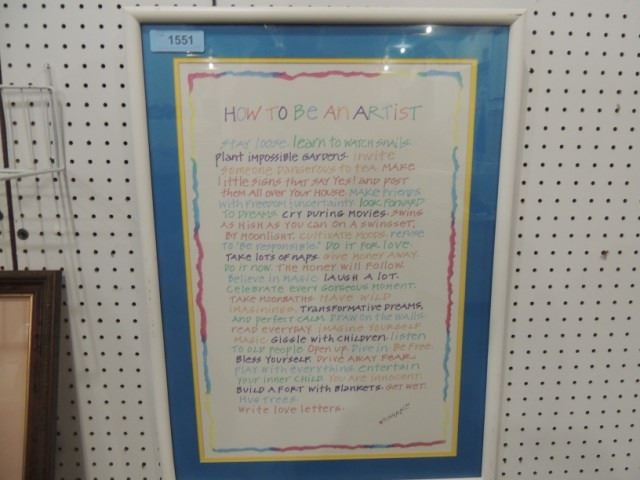 1551
HOW TO BE AN ARTIST
STAY LOOSE. learn to watch snails.
plant impossible gardens. invite
someone dangerous to tea. Make
little signs that say Yes! and post
them all over your house. Make friends
with freedom & uncertainty. look forward
to dreams. cry during movies. swing
as high as you can on a swingset,
by moonlight. cultivate moods. refuse
to "be responsible." Do it for love.
Take lots of naps. Give money away.
Do it now. The money will follow.
Believe in magic. laugh a lot.
Celebrate every gorgeous moment.
Take moonbaths. Have wild
imaginings. Transformative dreams,
and perfect calm. Draw on the walls.
read everyday. imagine yourself
magic. Giggle with children. listen
to old people. Open up. Dive in. Be free.
Bless yourself. Drive away fear.
play with everything. entertain
your inner child. You are innocent.
Build a fort with blankets. Get wet.
Hug trees.
Write love letters.